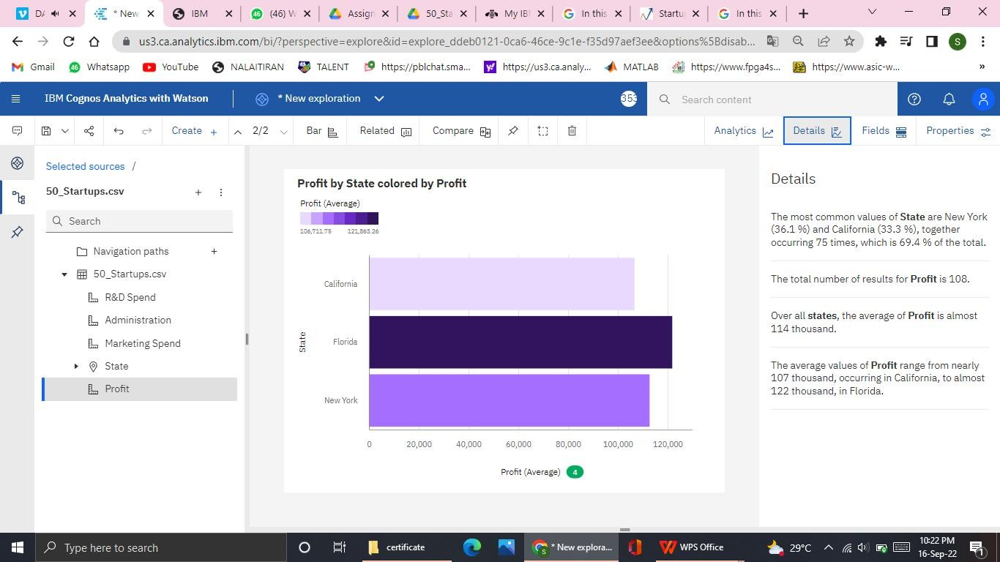 DA
* New
IBM
(46) W
Assign
50_Sta
My IB
In this
Startu
In this
us3.ca.analytics.ibm.com/bi/?perspective=explore&id=explore_ddeb0121-0ca6-46ce-9c1e-f35d97aef3ee&options%5Bdisab...
S
Gmail
Whatsapp
YouTube
NALAITIRAN
TALENT
https://pblchat.sma...
https://us3.ca.analy...
MATLAB
https://www.fpga4s...
https://www.asic-w...
»
IBM Cognos Analytics with Watson
* New exploration
353
Search content
Create
2/2
Bar
Related
Compare
Analytics
Details
Fields
Properties
Selected sources /
50_Startups.csv
Search
Navigation paths
50_Startups.csv
R&D Spend
Administration
Marketing Spend
State
Profit
Profit by State colored by Profit
Profit (Average)
106,711.75 121,863.26
State
California
Florida
New York
0 20,000 40,000 60,000 80,000 100,000 120,000
Profit (Average) 4
Details
The most common values of State are New York
(36.1 %) and California (33.3 %), together
occurring 75 times, which is 69.4 % of the total.
The total number of results for Profit is 108.
Over all states, the average of Profit is almost
114 thousand.
The average values of Profit range from nearly
107 thousand, occurring in California, to almost
122 thousand, in Florida.
Type here to search
certificate
* New explora...
WPS Office
29°C
10:22 PM
16-Sep-22
1